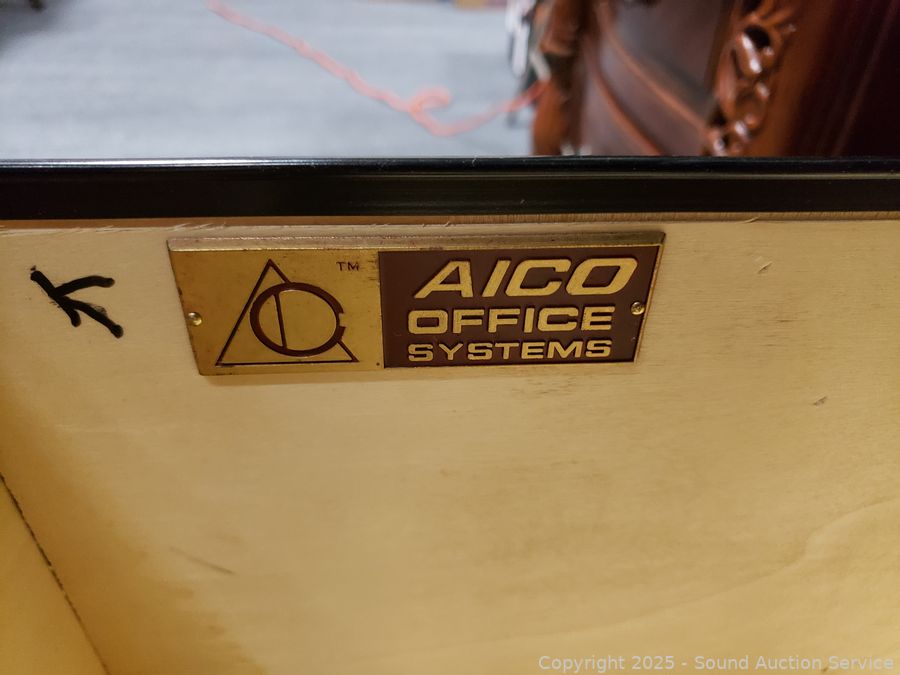 TM
AICO
OFFICE
SYSTEMS
K
Copyright © 2025 - Sound Auction Service